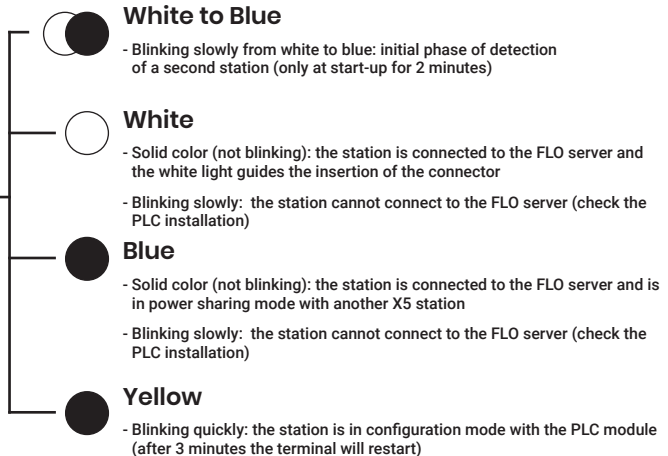 White to Blue
- Blinking slowly from white to blue: initial phase of detection
of a second station (only at start-up for 2 minutes)
White
- Solid color (not blinking): the station is connected to the FLO server and
the white light guides the insertion of the connector
- Blinking slowly:  the station cannot connect to the FLO server (check the
PLC installation)
Blue
- Solid color (not blinking): the station is connected to the FLO server and is
in power sharing mode with another X5 station
- Blinking slowly:  the station cannot connect to the FLO server (check the
PLC installation)
Yellow
- Blinking quickly: the station is in configuration mode with the PLC module
(after 3 minutes the terminal will restart)